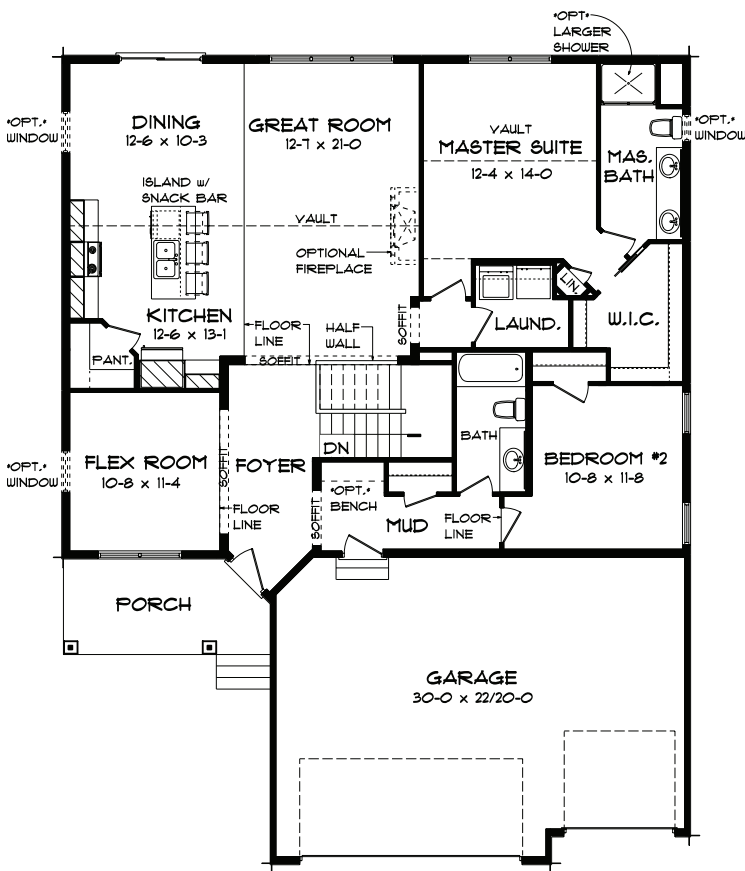 *OPT*
LARGER
SHOWER
*OPT.*
WINDOW
DINING
12-6 x 10-3
GREAT ROOM
12-7 x 21-0
VAULT
MASTER SUITE
12-4 x 14-0
*OPT.*
WINDOW
MAS.
BATH
ISLAND w/
SNACK BAR
VAULT
OPTIONAL
FIREPLACE
LIN.
KITCHEN
12-6 x 13-1
FLOOR
LINE
SOFFIT
HALF
WALL
SOFFIT
LAUND.
W.I.C.
PANT.
DN
BATH
FLEX ROOM
10-8 x 11-4
*OPT.*
WINDOW
SOFFIT
FOYER
BEDROOM #2
10-8 x 11-8
FLOOR
LINE
SOFFIT
*OPT.*
BENCH
MUD
FLOOR
LINE
PORCH
GARAGE
30-0 x 22/20-0